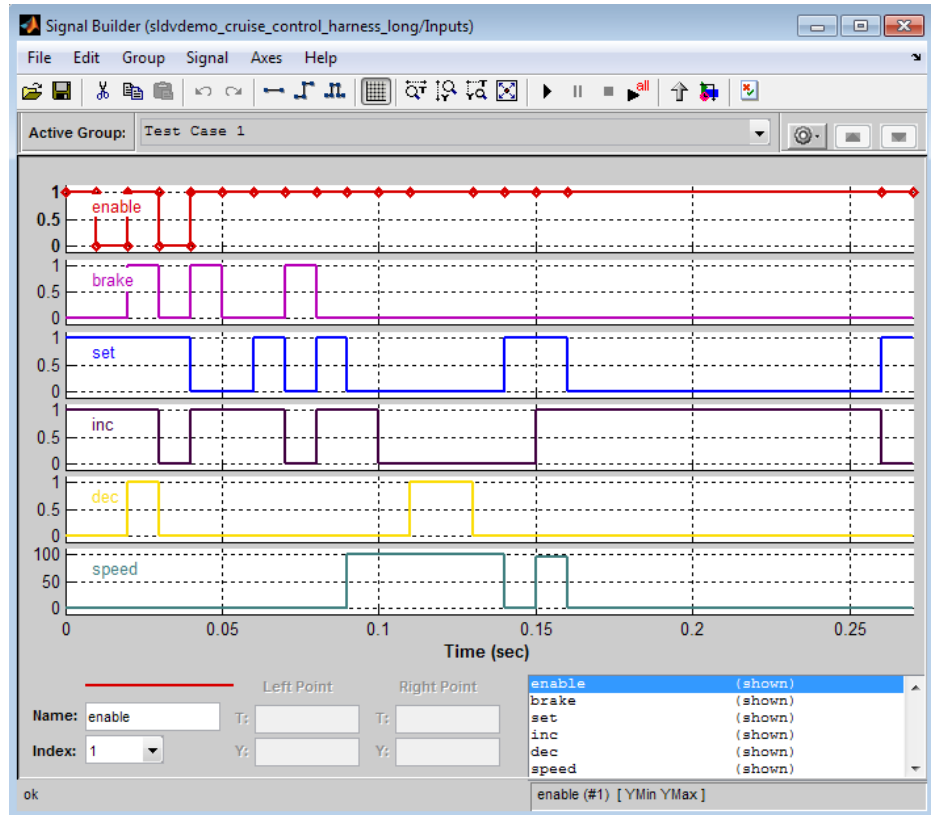 Signal Builder (sldvdemo_cruise_control_harness_long/Inputs)
File Edit Group Signal Axes Help
all
Active Group: Test Case 1
1
enable
0.5
0
1
brake
0.5
0
1
set
0.5
0
1
inc
0.5
0
1
dec
0.5
0
100
speed
50
0
0 0.05 0.1 0.15 0.2 0.25
Time (sec)
Left Point Right Point
Name: enable T: T:
Index: 1 Y: Y:
enable (shown)
brake (shown)
set (shown)
inc (shown)
dec (shown)
speed (shown)
ok enable (#1) [ YMin YMax ]